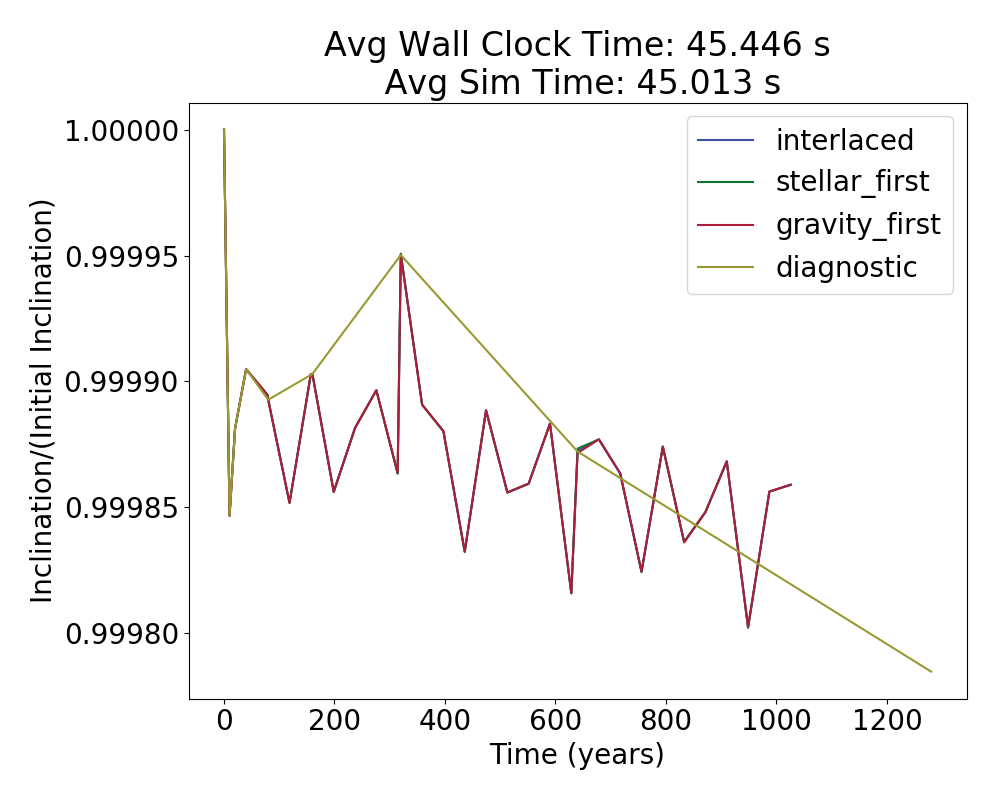 Avg Wall Clock Time: 45.446 s
Avg Sim Time: 45.013 s
interlaced
stellar_first
gravity_first
diagnostic
1.00000
0.99995
0.99990
0.99985
0.99980
Inclination/(Initial Inclination)
0 200 400 600 800 1000 1200
Time (years)